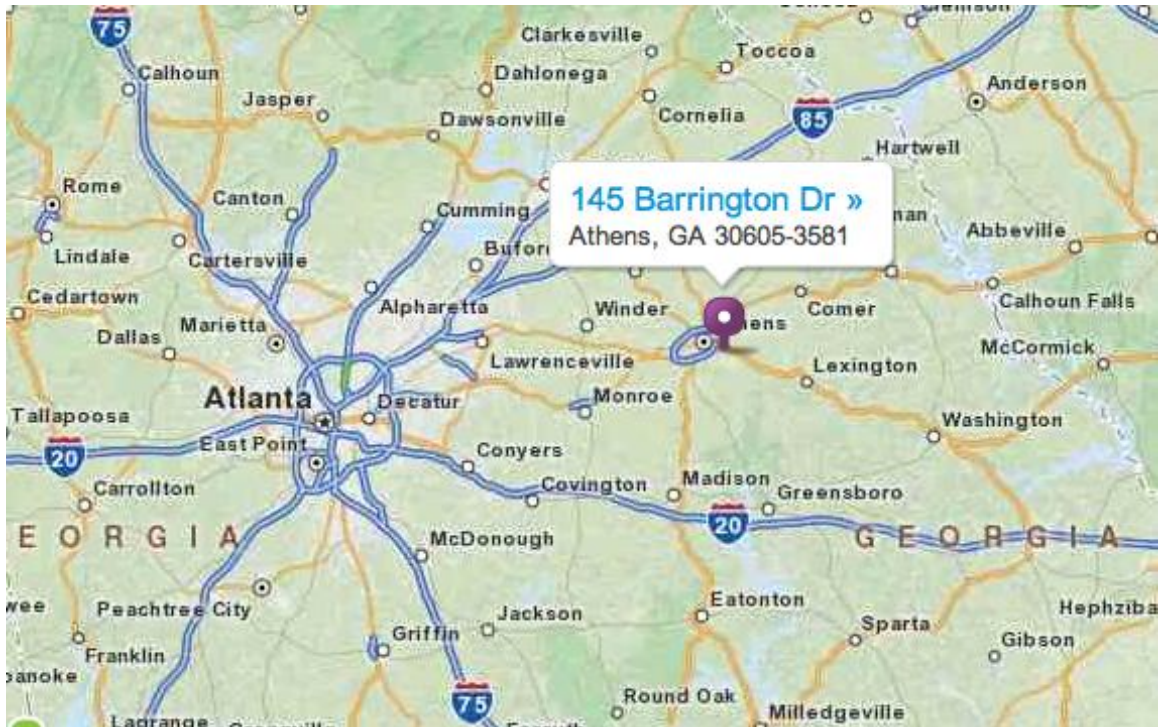 75
Clarkesville
Toccoa
Calhoun
Dahlonega
Anderson
Jasper
Cornelia
85
Dawsonville
Hartwell
Rome
145 Barrington Dr »
Athens, GA 30605-3581
Canton
Cumming
Abbeville
Lindale
Cartersville
Cedartown
Alpharetta
Winder
Comer
Calhoun Falls
Dallas
Marietta
Lawrenceville
Lexington
McCormick
Atlanta
Decatur
Monroe
Tallapoosa
Washington
East Point
20
Conyers
Carrollton
Covington
Madison
Greensboro
20
EORGIA
GEORGIA
McDonough
Peachtree City
Jackson
Eatonton
Griffin
Sparta
Gibson
Franklin
75
Round Oak
Milledgeville